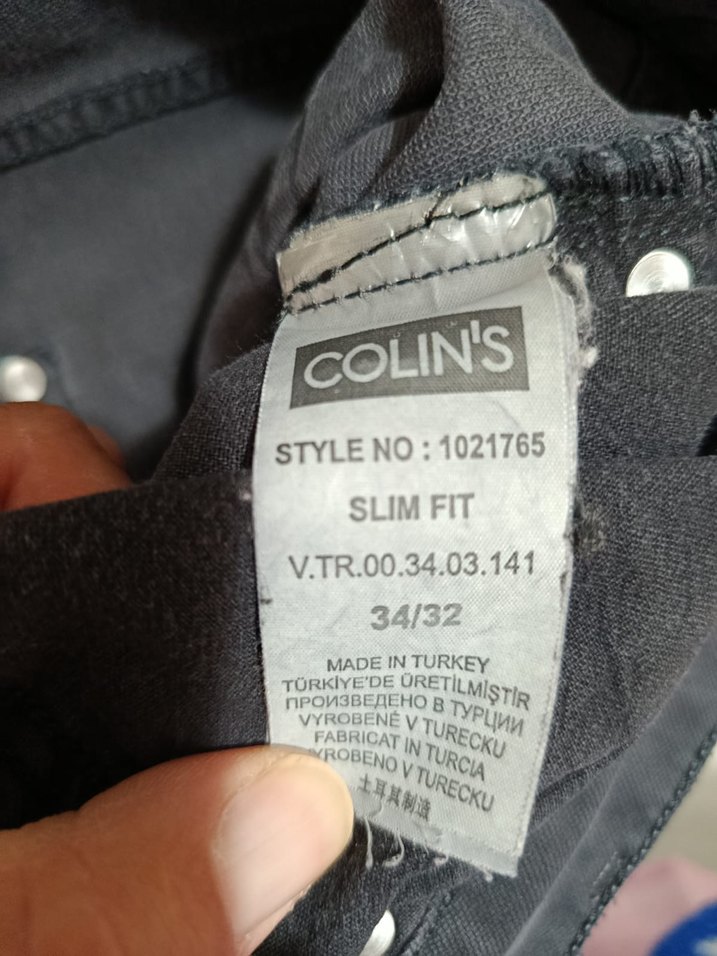 COLIN'S
STYLE NO : 1021765
SLIM FIT
V.TR.00.34.03.141
34/32
MADE IN TURKEY
TÜRKİYE'DE ÜRETİLMİŞTİR
ПРОИЗВЕДЕНО В ТУРЦИИ
VYROBENÉ V TURECKU
FABRICAT IN TURCIA
YROBENO V TURECKU
土耳其制造